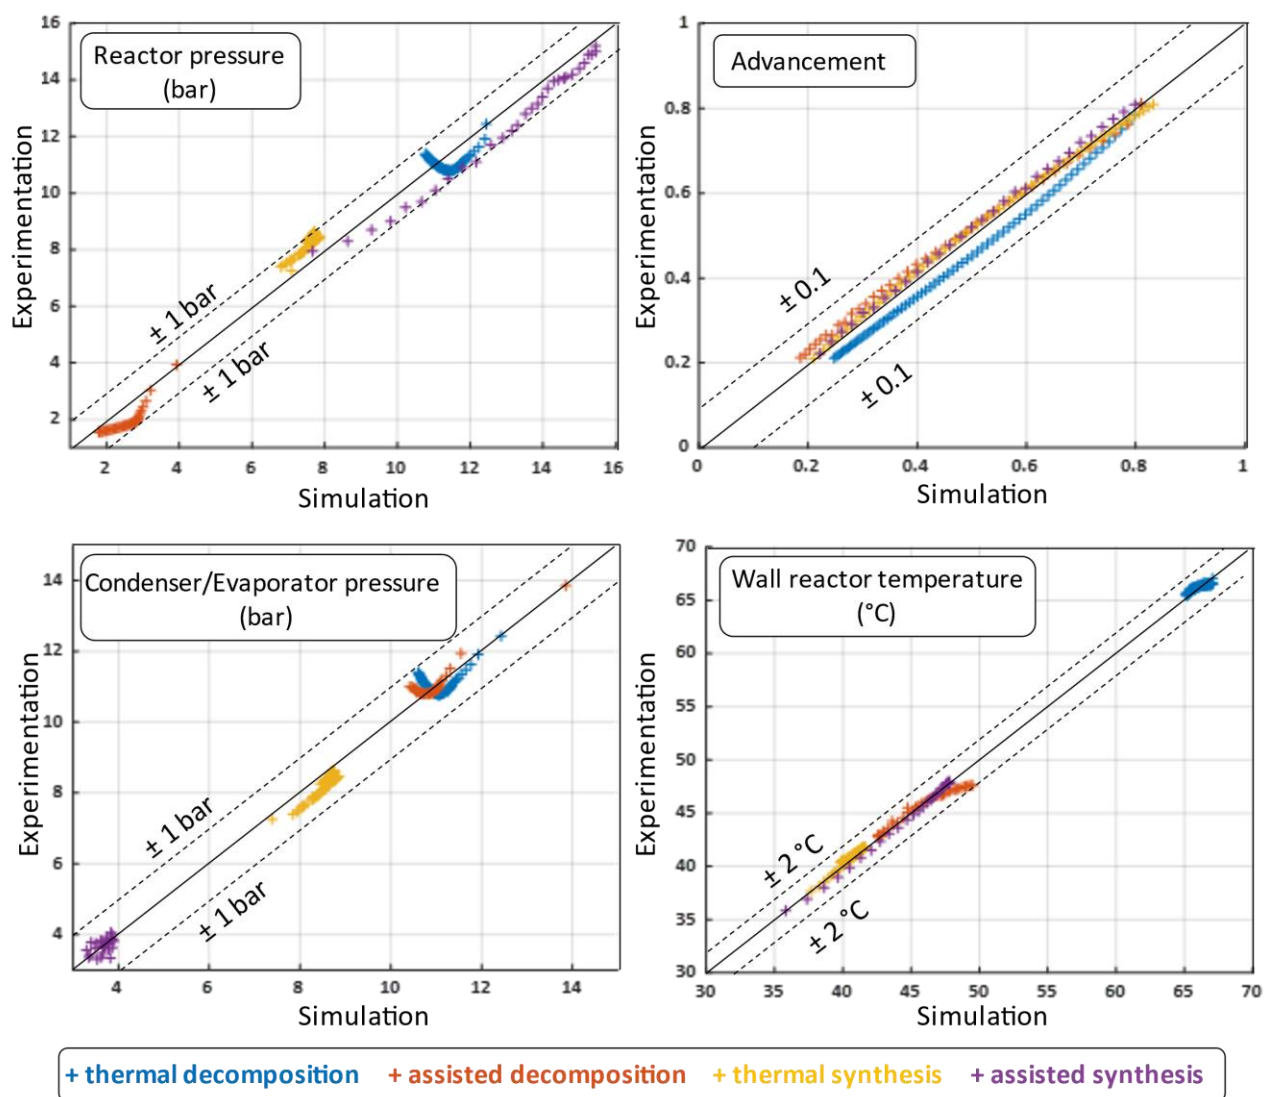 Reactor pressure
(bar)
Experimentation
16
14
12
10
8
6
4
2
± 1 bar
± 1 bar
2 4 6 8 10 12 14 16
Simulation
Advancement
Experimentation
1
0.8
0.6
0.4
0.2
0
± 0.1
± 0.1
0 0.2 0.4 0.6 0.8 1
Simulation
Condenser/Evaporator pressure
(bar)
Experimentation
14
12
10
8
6
4
± 1 bar
± 1 bar
4 6 8 10 12 14
Simulation
Wall reactor temperature
(°C)
Experimentation
70
65
60
55
50
45
40
35
30
± 2 °C
± 2 °C
30 35 40 45 50 55 60 65 70
Simulation
+ thermal decomposition + assisted decomposition + thermal synthesis + assisted synthesis